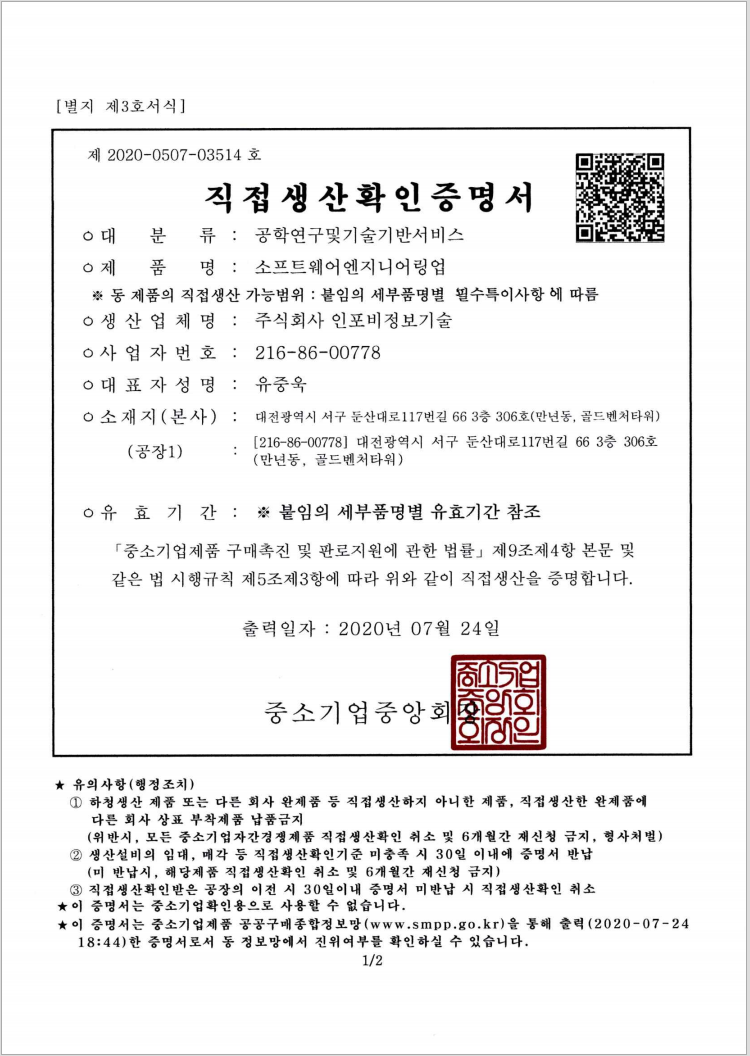 [별지 제3호서식]
제 2020-0507-03514 호
직접생산확인증명서
ㅇ대 분 류 : 공학연구및기술기반서비스
ㅇ제 품 명 : 소프트웨어엔지니어링업
※ 동 제품의 직접생산 가능범위 : 붙임의 세부품명별 필수특이사항 에 따름
ㅇ생 산 업 체 명 : 주식회사 인포비정보기술
ㅇ사 업 자 번 호 : 216-86-00778
ㅇ대 표 자 성 명 : 유중욱
ㅇ소재지(본사) : 대전광역시 서구 둔산대로117번길 66 3층 306호(만년동, 골드벤처타워)
(공장1) : [216-86-00778] 대전광역시 서구 둔산대로117번길 66 3층 306호
(만년동, 골드벤처타워)
ㅇ유 효 기 간 : ※ 붙임의 세부품명별 유효기간 참조
「중소기업제품 구매촉진 및 판로지원에 관한 법률」제9조제4항 본문 및
같은 법 시행규칙 제5조제3항에 따라 위와 같이 직접생산을 증명합니다.
출력일자 : 2020년 07월 24일
중소기업중앙회장
중소기업
중앙회
회장인
★ 유의사항(행정조치)
① 하청생산 제품 또는 다른 회사 완제품 등 직접생산하지 아니한 제품, 직접생산한 완제품에
다른 회사 상표 부착제품 납품금지
(위반시, 모든 중소기업자간경쟁제품 직접생산확인 취소 및 6개월간 재신청 금지, 형사처벌)
② 생산설비의 임대, 매각 등 직접생산확인기준 미충족 시 30일 이내에 증명서 반납
(미 반납시, 해당제품 직접생산확인 취소 및 6개월간 재신청 금지)
③ 직접생산확인받은 공장의 이전 시 30일이내 증명서 미반납 시 직접생산확인 취소
★이 증명서는 중소기업확인용으로 사용할 수 없습니다.
★이 증명서는 중소기업제품 공공구매종합정보망(www.smpp.go.kr)을 통해 출력(2020-07-24
18:44)한 증명서로서 동 정보망에서 진위여부를 확인하실 수 있습니다.
1/2